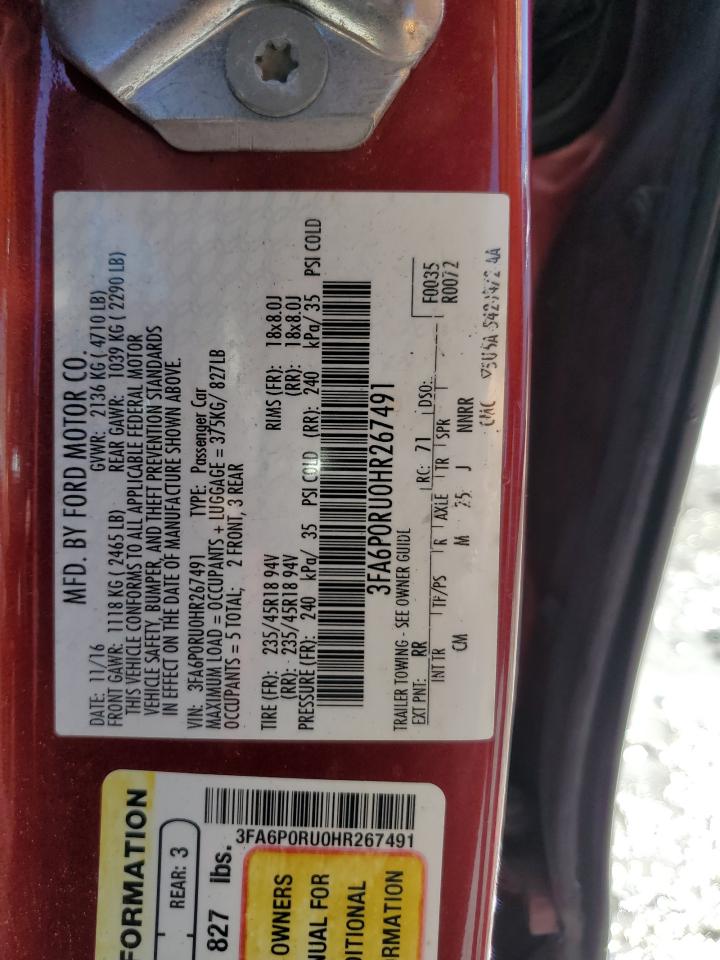 MFD. BY FORD MOTOR CO.
DATE: 11/16 GVWR: 2136 KG ( 4710 LB)
FRONT GAWR: 1118 KG ( 2465 LB) REAR GAWR: 1039 KG ( 2290 LB)
THIS VEHICLE CONFORMS TO ALL APPLICABLE FEDERAL MOTOR
VEHICLE SAFETY, BUMPER, AND THEFT PREVENTION STANDARDS
IN EFFECT ON THE DATE OF MANUFACTURE SHOWN ABOVE.
VIN: 3FA6P0RU0HR267491 TYPE: Passenger Car
MAXIMUM LOAD = OCCUPANTS + LUGGAGE = 375KG/ 827LB
OCCUPANTS = 5 TOTAL; 2 FRONT, 3 REAR
TIRE (FR): 235/45R18 94V RIMS (FR): 18x8.0J
(RR): 235/45R18 94V (RR): 18x8.0J
PRESSURE (FR): 240 kPa/ 35 PSI COLD (RR): 240 kPa/ 35 PSI COLD
3FA6P0RU0HR267491
TRAILER TOWING - SEE OWNER GUIDE
EXT PNT: RR RC: 71 DSO: F0035
R0072
INT TR TP/PS R AXLE TR SPR
CM M 25 J NNRR
CMC
FORMATION
REAR: 3
827 lbs.
3FA6P0RU0HR267491
OWNERS
NUAL FOR
DITIONAL
RMATION